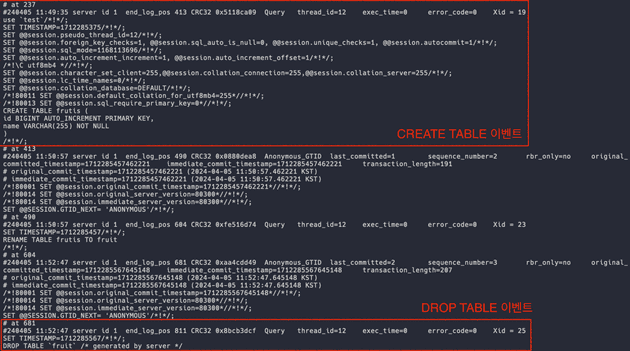 # at 237
#240405 11:49:35 server id 1  end_log_pos 413 CRC32 0x5118ca09  Query   thread_id=12    exec_time=0     error_code=0    Xid = 19
use `test`/*!*/;
SET TIMESTAMP=1712285375/*!*/;
SET @@session.pseudo_thread_id=12/*!*/;
SET @@session.foreign_key_checks=1, @@session.sql_auto_is_null=0, @@session.unique_checks=1, @@session.autocommit=1/*!*/;
SET @@session.sql_mode=1168113696/*!*/;
SET @@session.auto_increment_increment=1, @@session.auto_increment_offset=1/*!*/;
/*!\C utf8mb4 *//*!*/;
SET @@session.character_set_client=255,@@session.collation_connection=255,@@session.collation_server=255/*!*/;
SET @@session.lc_time_names=0/*!*/;
SET @@session.collation_database=DEFAULT/*!*/;
/*!80011 SET @@session.default_collation_for_utf8mb4=255*//*!*/;
/*!80013 SET @@session.sql_require_primary_key=0*//*!*/;
CREATE TABLE frutis (
id BIGINT AUTO_INCREMENT PRIMARY KEY,
name VARCHAR(255) NOT NULL
)
/*!*/;
CREATE TABLE 이벤트
# at 413
#240405 11:50:57 server id 1  end_log_pos 490 CRC32 0x0880dea8  Anonymous_GTID  last_committed=1        sequence_number=2       rbr_only=no     original_
committed_timestamp=1712285457462221    immediate_commit_timestamp=1712285457462221     transaction_length=191
# original_commit_timestamp=1712285457462221 (2024-04-05 11:50:57.462221 KST)
# immediate_commit_timestamp=1712285457462221 (2024-04-05 11:50:57.462221 KST)
/*!80001 SET @@session.original_commit_timestamp=1712285457462221*//*!*/;
/*!80014 SET @@session.original_server_version=80300*//*!*/;
/*!80014 SET @@session.immediate_server_version=80300*//*!*/;
SET @@SESSION.GTID_NEXT= 'ANONYMOUS'/*!*/;
# at 490
#240405 11:50:57 server id 1  end_log_pos 604 CRC32 0xfe516d74  Query   thread_id=12    exec_time=0     error_code=0    Xid = 23
SET TIMESTAMP=1712285457/*!*/;
RENAME TABLE frutis TO fruit
/*!*/;
# at 604
#240405 11:52:47 server id 1  end_log_pos 681 CRC32 0xaa4cdd49  Anonymous_GTID  last_committed=2        sequence_number=3       rbr_only=no     original_
committed_timestamp=1712285567645148    immediate_commit_timestamp=1712285567645148     transaction_length=207
# original_commit_timestamp=1712285567645148 (2024-04-05 11:52:47.645148 KST)
# immediate_commit_timestamp=1712285567645148 (2024-04-05 11:52:47.645148 KST)
/*!80001 SET @@session.original_commit_timestamp=1712285567645148*//*!*/;
/*!80014 SET @@session.original_server_version=80300*//*!*/;
/*!80014 SET @@session.immediate_server_version=80300*//*!*/;
SET @@SESSION.GTID_NEXT= 'ANONYMOUS'/*!*/;
DROP TABLE 이벤트
# at 681
#240405 11:52:47 server id 1  end_log_pos 811 CRC32 0x8bcb3dcf  Query   thread_id=12    exec_time=0     error_code=0    Xid = 25
SET TIMESTAMP=1712285567/*!*/;
DROP TABLE `fruit` /* generated by server */